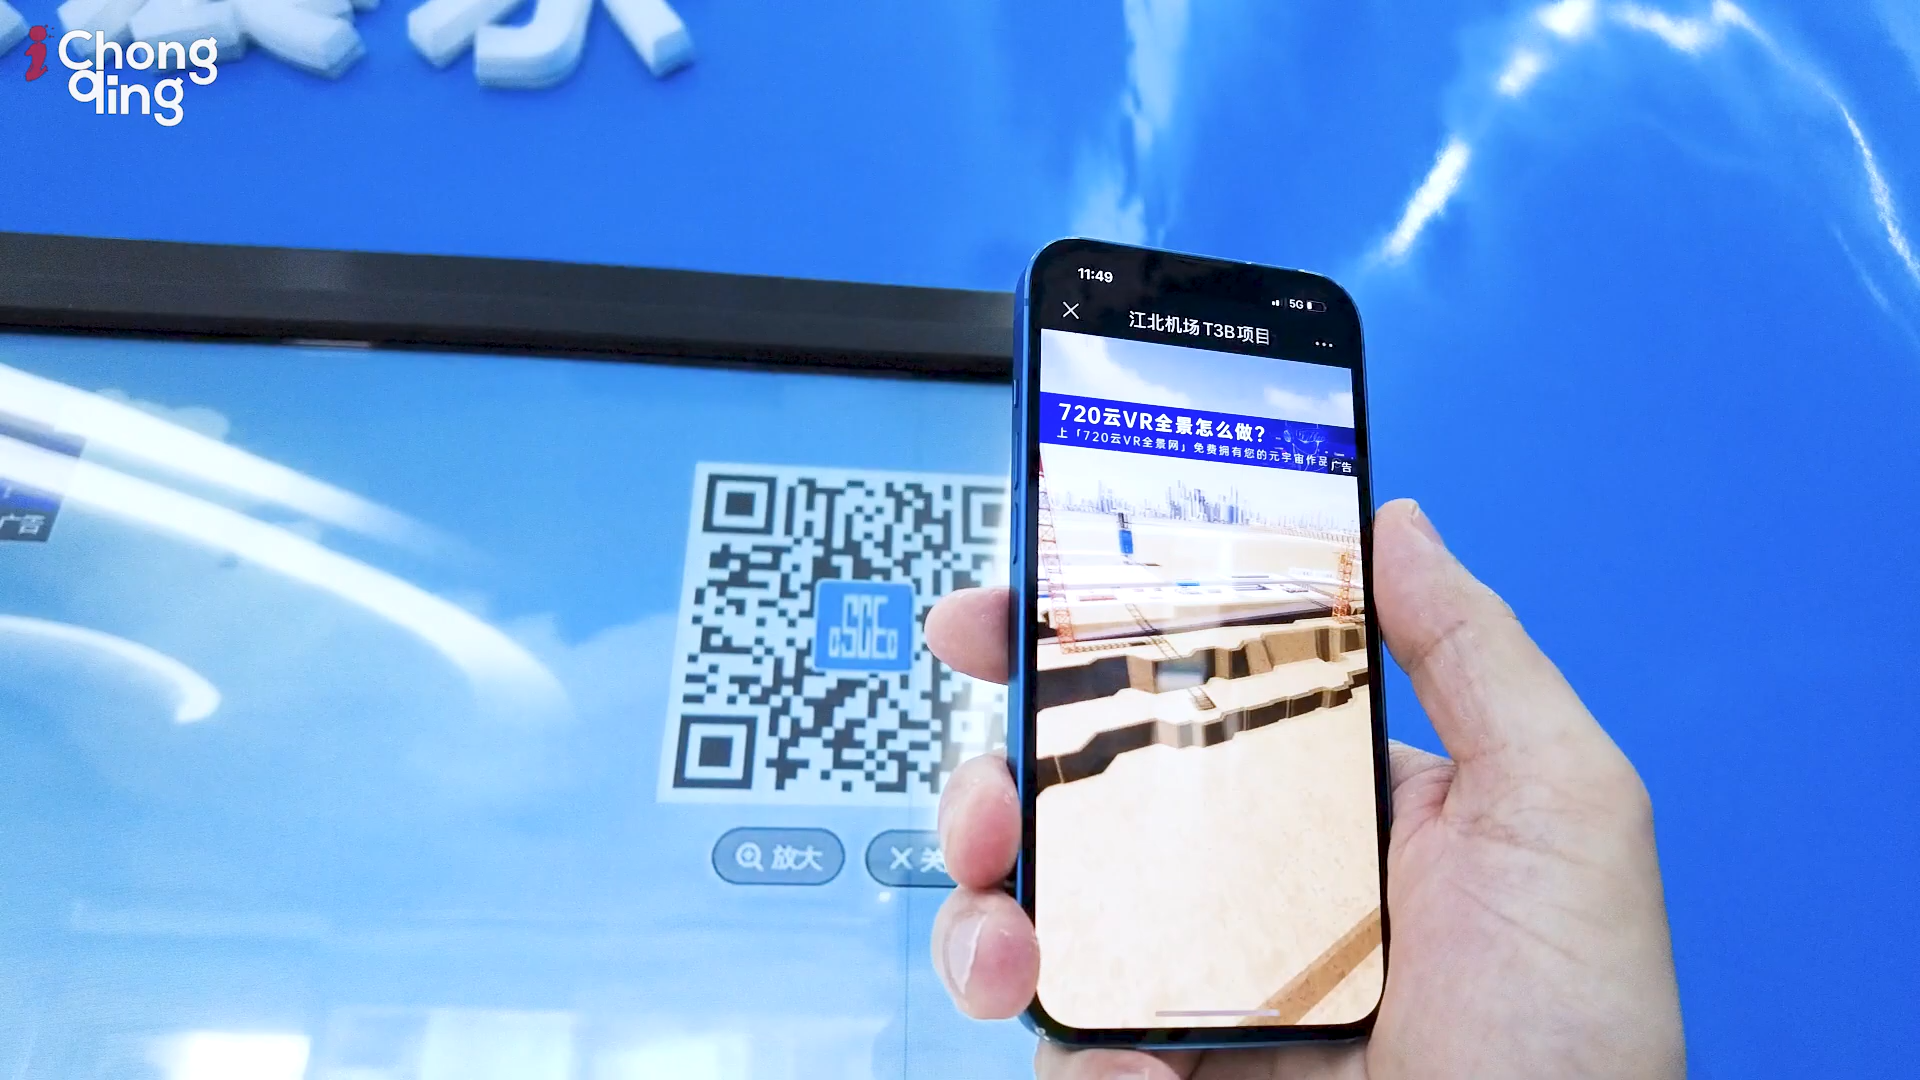 i Chong
qing
11:49
5G
江北机场T3B项目
720云VR全景怎么做?
上「720云VR全景网」免费拥有您的元宇宙作品
广告
广告
CSCEC
放大
关